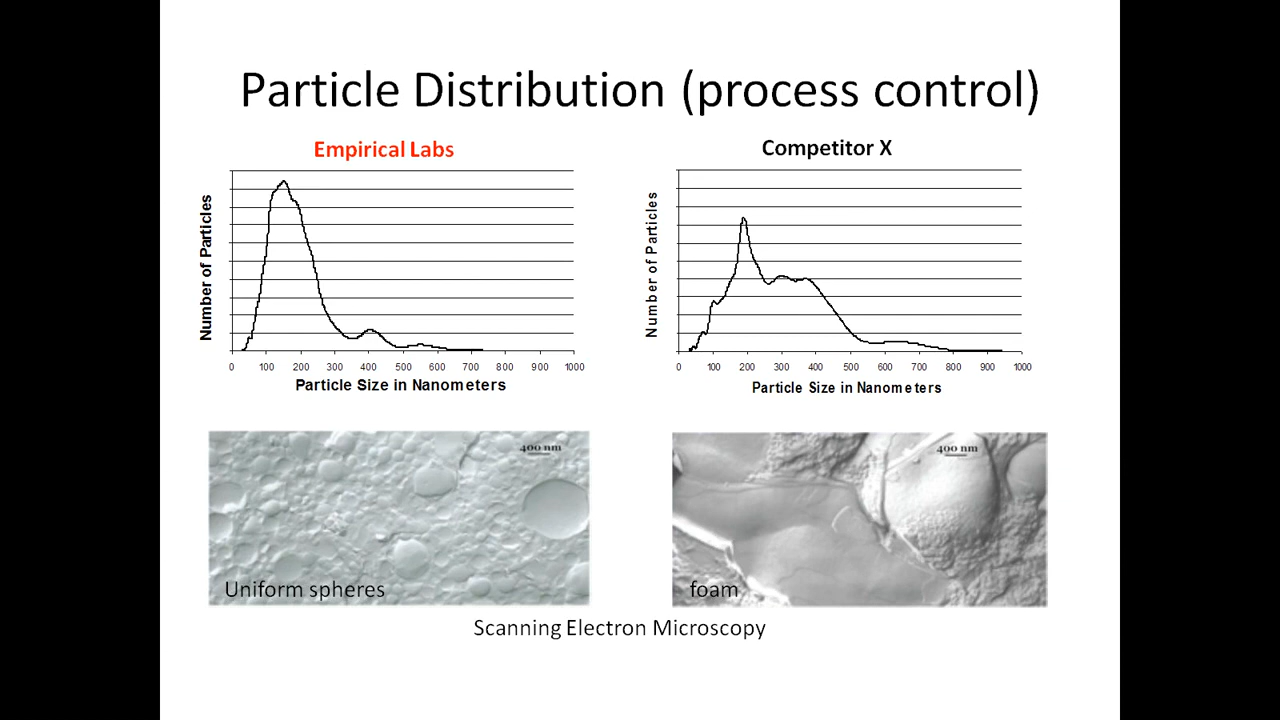 Particle Distribution (process control)
Empirical Labs
Number of Particles
0 100 200 300 400 500 600 700 800 900 1000
Particle Size in Nanometers
Competitor X
Number of Particles
0 100 200 300 400 500 600 700 800 900 1000
Particle Size in Nanometers
400 nm
Uniform spheres
400 nm
foam
Scanning Electron Microscopy